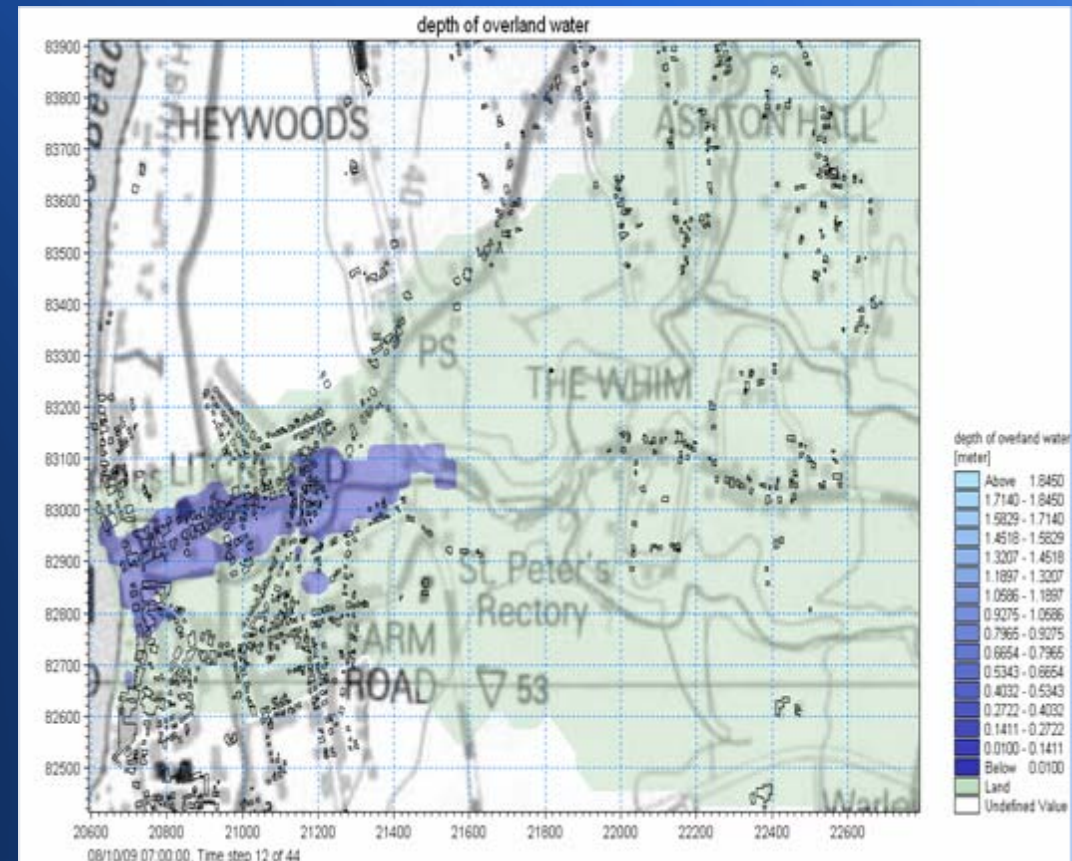 depth of overland water
83900
83800
83700
83600
83500
83400
83300
83200
83100
83000
82900
82800
82700
82600
82500
HEYWOODS
ASHTON HALL
40
PS
THE WHIM
St. Peter's
Rectory
FARM
ROAD
53
20600 20800 21000 21200 21400 21600 21800 22000 22200 22400 22600
08/10/09 07:00:00, Time step 12 of 44
depth of overland water
[meter]
Above 1.8450
1.7140 - 1.8450
1.5829 - 1.7140
1.4518 - 1.5829
1.3207 - 1.4518
1.1897 - 1.3207
1.0586 - 1.1897
0.9275 - 1.0586
0.7965 - 0.9275
0.6654 - 0.7965
0.5343 - 0.6654
0.4032 - 0.5343
0.2722 - 0.4032
0.1411 - 0.2722
0.0100 - 0.1411
Below 0.0100
Land
Undefined Value